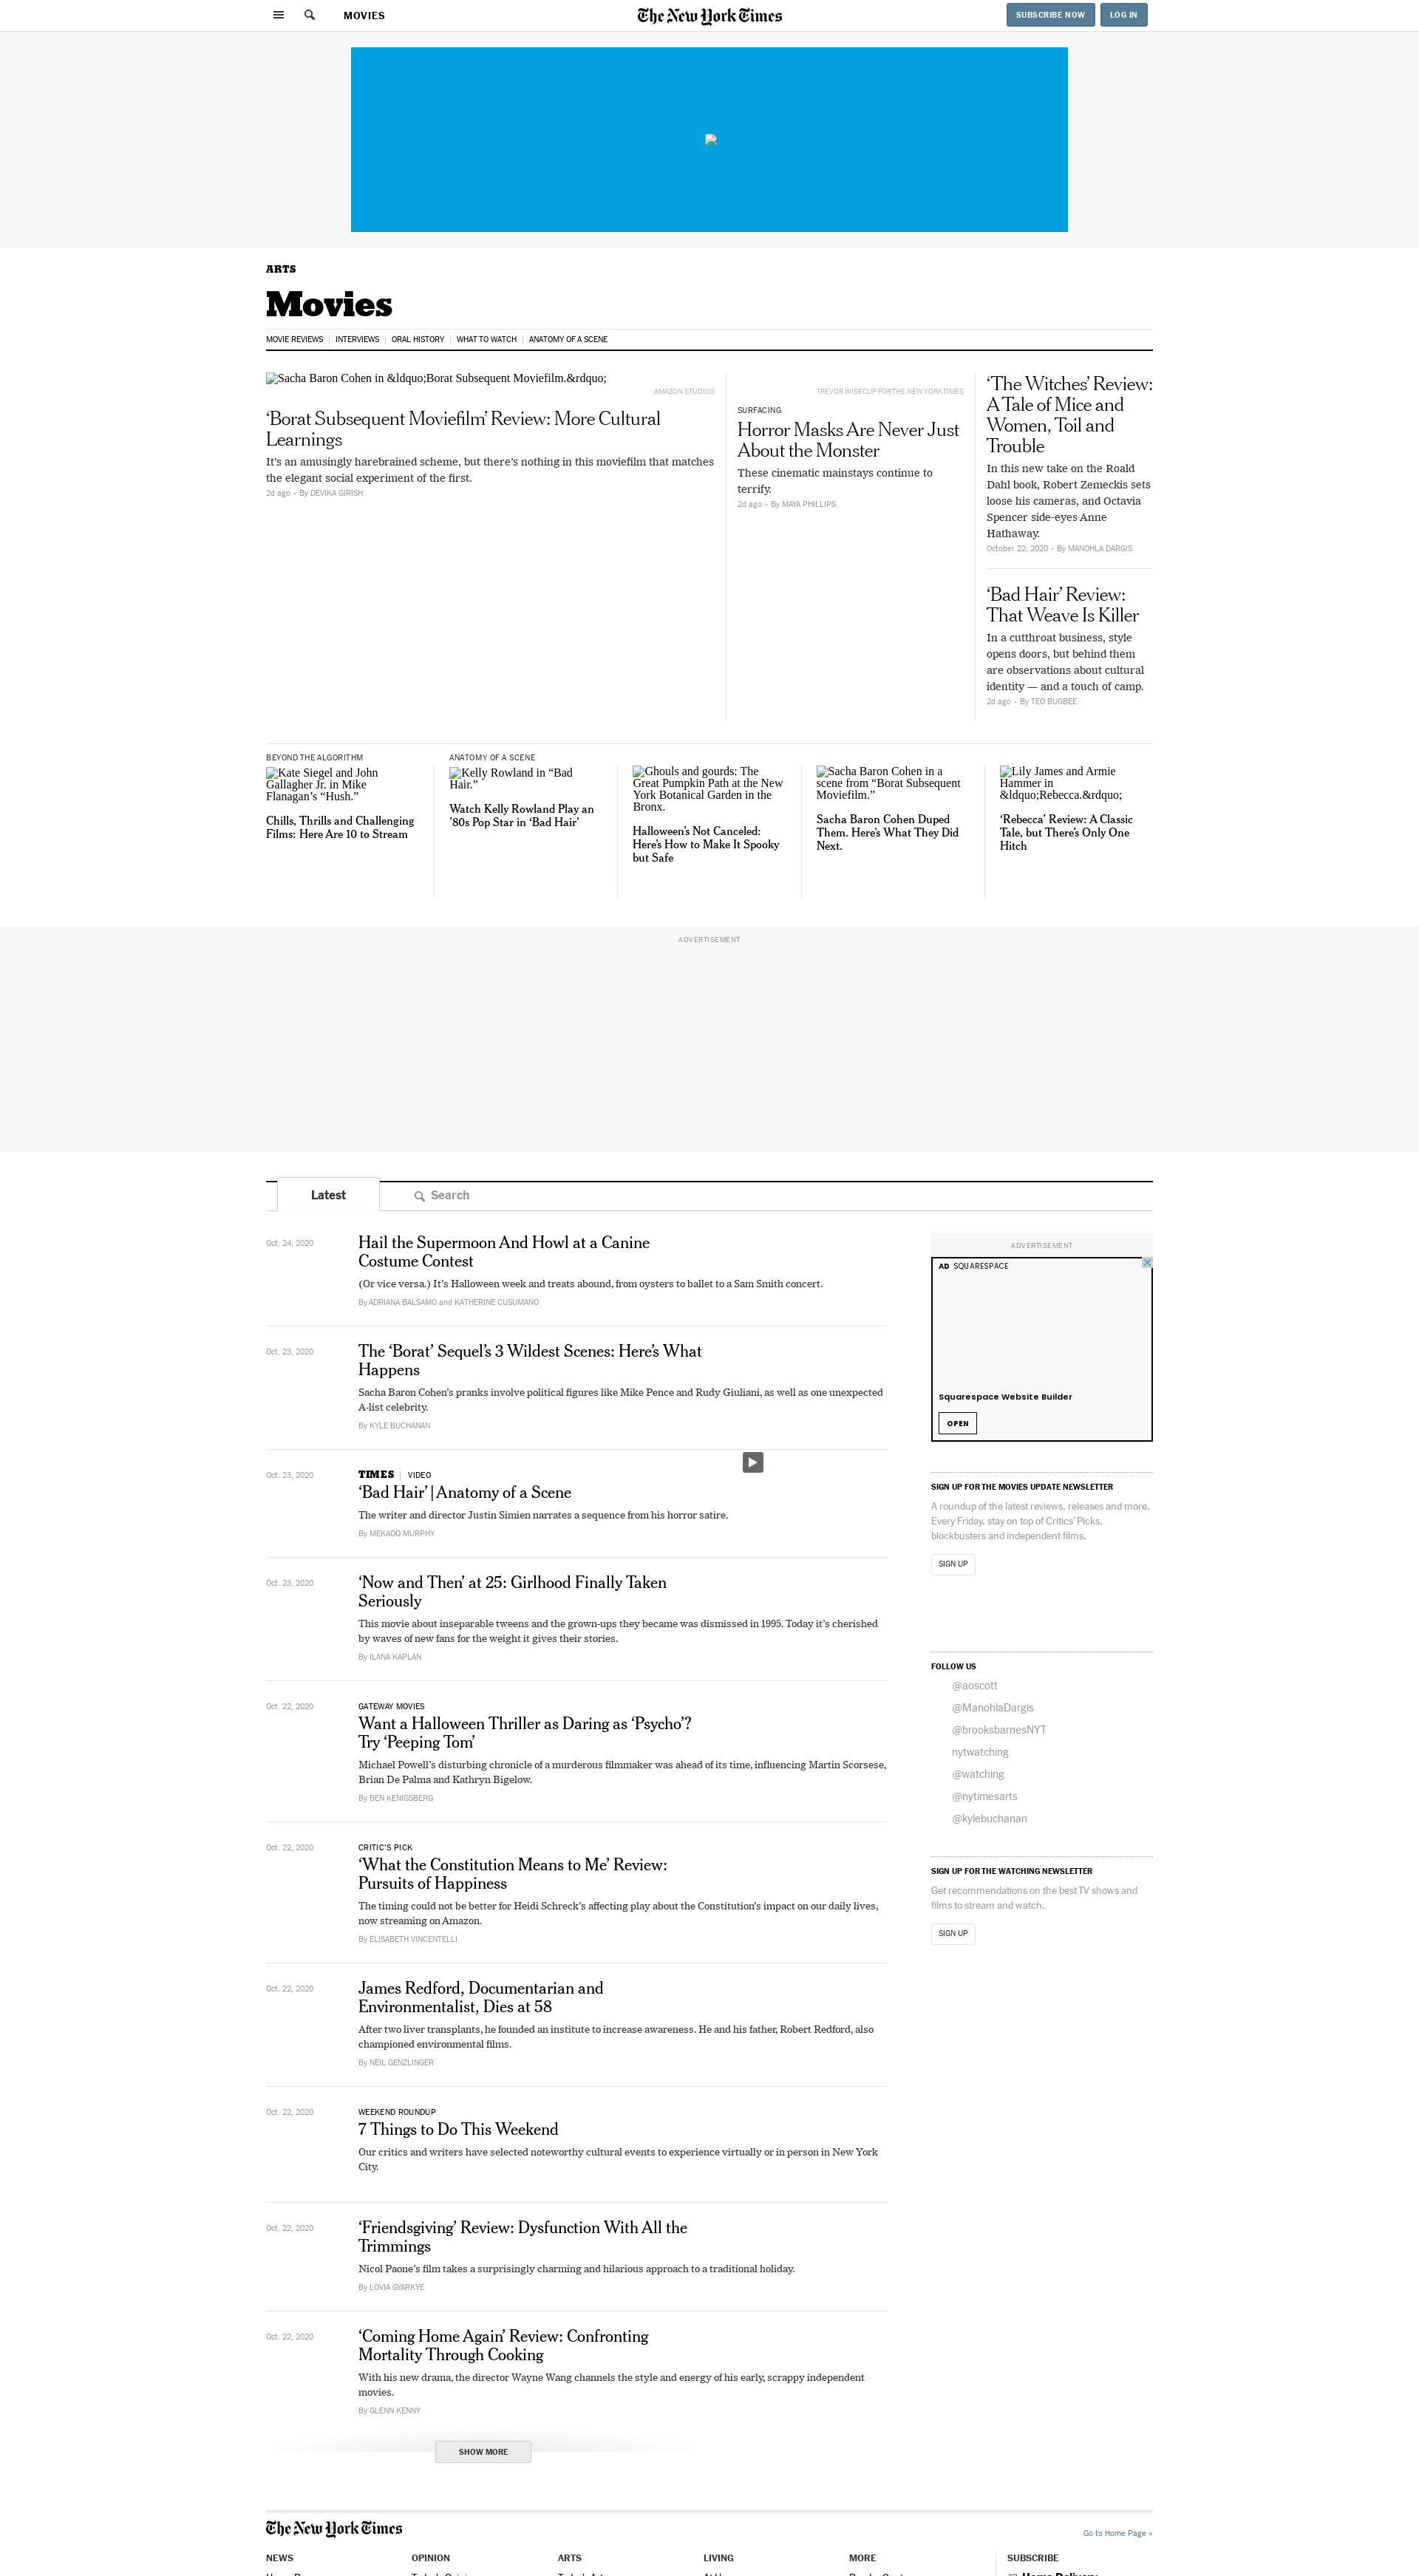 MOVIES
The New York Times
SUBSCRIBE NOW
LOG IN
ARTS
Movies
MOVIE REVIEWS
INTERVIEWS
ORAL HISTORY
WHAT TO WATCH
ANATOMY OF A SCENE
Sacha Baron Cohen in &ldquo;Borat Subsequent Moviefilm.&rdquo;
AMAZON STUDIOS
‘Borat Subsequent Moviefilm’ Review: More Cultural
Learnings
It’s an amusingly harebrained scheme, but there’s nothing in this moviefilm that matches
the elegant social experiment of the first.
2d ago • By DEVIKA GIRISH
TREVOR WISECUP FOR THE NEW YORK TIMES
SURFACING
Horror Masks Are Never Just
About the Monster
These cinematic mainstays continue to
terrify.
2d ago • By MAYA PHILLIPS
‘The Witches’ Review:
A Tale of Mice and
Women, Toil and
Trouble
In this new take on the Roald
Dahl book, Robert Zemeckis sets
loose his cameras, and Octavia
Spencer side-eyes Anne
Hathaway.
October 22, 2020 • By MANOHLA DARGIS
‘Bad Hair’ Review:
That Weave Is Killer
In a cutthroat business, style
opens doors, but behind them
are observations about cultural
identity — and a touch of camp.
2d ago • By TEO BUGBEE
BEYOND THE ALGORITHM
Kate Siegel and John
Gallagher Jr. in Mike
Flanagan’s “Hush.”
Chills, Thrills and Challenging
Films: Here Are 10 to Stream
ANATOMY OF A SCENE
Kelly Rowland in “Bad
Hair.”
Watch Kelly Rowland Play an
’80s Pop Star in ‘Bad Hair’
Ghouls and gourds: The
Great Pumpkin Path at the New
York Botanical Garden in the
Bronx.
Halloween’s Not Canceled:
Here’s How to Make It Spooky
but Safe
Sacha Baron Cohen in a
scene from “Borat Subsequent
Moviefilm.”
Sacha Baron Cohen Duped
Them. Here’s What They Did
Next.
Lily James and Armie
Hammer in
&ldquo;Rebecca.&rdquo;
‘Rebecca’ Review: A Classic
Tale, but There’s Only One
Hitch
ADVERTISEMENT
Latest
Search
Oct. 24, 2020
Hail the Supermoon And Howl at a Canine
Costume Contest
(Or vice versa.) It’s Halloween week and treats abound, from oysters to ballet to a Sam Smith concert.
By ADRIANA BALSAMO and KATHERINE CUSUMANO
Oct. 23, 2020
The ‘Borat’ Sequel’s 3 Wildest Scenes: Here’s What
Happens
Sacha Baron Cohen’s pranks involve political figures like Mike Pence and Rudy Giuliani, as well as one unexpected
A-list celebrity.
By KYLE BUCHANAN
Oct. 23, 2020
TIMES | VIDEO
‘Bad Hair’ | Anatomy of a Scene
The writer and director Justin Simien narrates a sequence from his horror satire.
By MEKADO MURPHY
Oct. 23, 2020
‘Now and Then’ at 25: Girlhood Finally Taken
Seriously
This movie about inseparable tweens and the grown-ups they became was dismissed in 1995. Today it’s cherished
by waves of new fans for the weight it gives their stories.
By ILANA KAPLAN
Oct. 22, 2020
GATEWAY MOVIES
Want a Halloween Thriller as Daring as ‘Psycho’?
Try ‘Peeping Tom’
Michael Powell’s disturbing chronicle of a murderous filmmaker was ahead of its time, influencing Martin Scorsese,
Brian De Palma and Kathryn Bigelow.
By BEN KENIGSBERG
Oct. 22, 2020
CRITIC’S PICK
‘What the Constitution Means to Me’ Review:
Pursuits of Happiness
The timing could not be better for Heidi Schreck’s affecting play about the Constitution’s impact on our daily lives,
now streaming on Amazon.
By ELISABETH VINCENTELLI
Oct. 22, 2020
James Redford, Documentarian and
Environmentalist, Dies at 58
After two liver transplants, he founded an institute to increase awareness. He and his father, Robert Redford, also
championed environmental films.
By NEIL GENZLINGER
Oct. 22, 2020
WEEKEND ROUNDUP
7 Things to Do This Weekend
Our critics and writers have selected noteworthy cultural events to experience virtually or in person in New York
City.
Oct. 22, 2020
‘Friendsgiving’ Review: Dysfunction With All the
Trimmings
Nicol Paone’s film takes a surprisingly charming and hilarious approach to a traditional holiday.
By LOVIA GYARKYE
Oct. 22, 2020
‘Coming Home Again’ Review: Confronting
Mortality Through Cooking
With his new drama, the director Wayne Wang channels the style and energy of his early, scrappy independent
movies.
By GLENN KENNY
SHOW MORE
ADVERTISEMENT
AD SQUARESPACE
Squarespace Website Builder
OPEN
SIGN UP FOR THE MOVIES UPDATE NEWSLETTER
A roundup of the latest reviews, releases and more.
Every Friday, stay on top of Critics’ Picks,
blockbusters and independent films.
SIGN UP
FOLLOW US
@aoscott
@ManohlaDargis
@brooksbarnesNYT
nytwatching
@watching
@nytimesarts
@kylebuchanan
SIGN UP FOR THE WATCHING NEWSLETTER
Get recommendations on the best TV shows and
films to stream and watch.
SIGN UP
The New York Times
Go to Home Page »
NEWS
OPINION
ARTS
LIVING
MORE
SUBSCRIBE